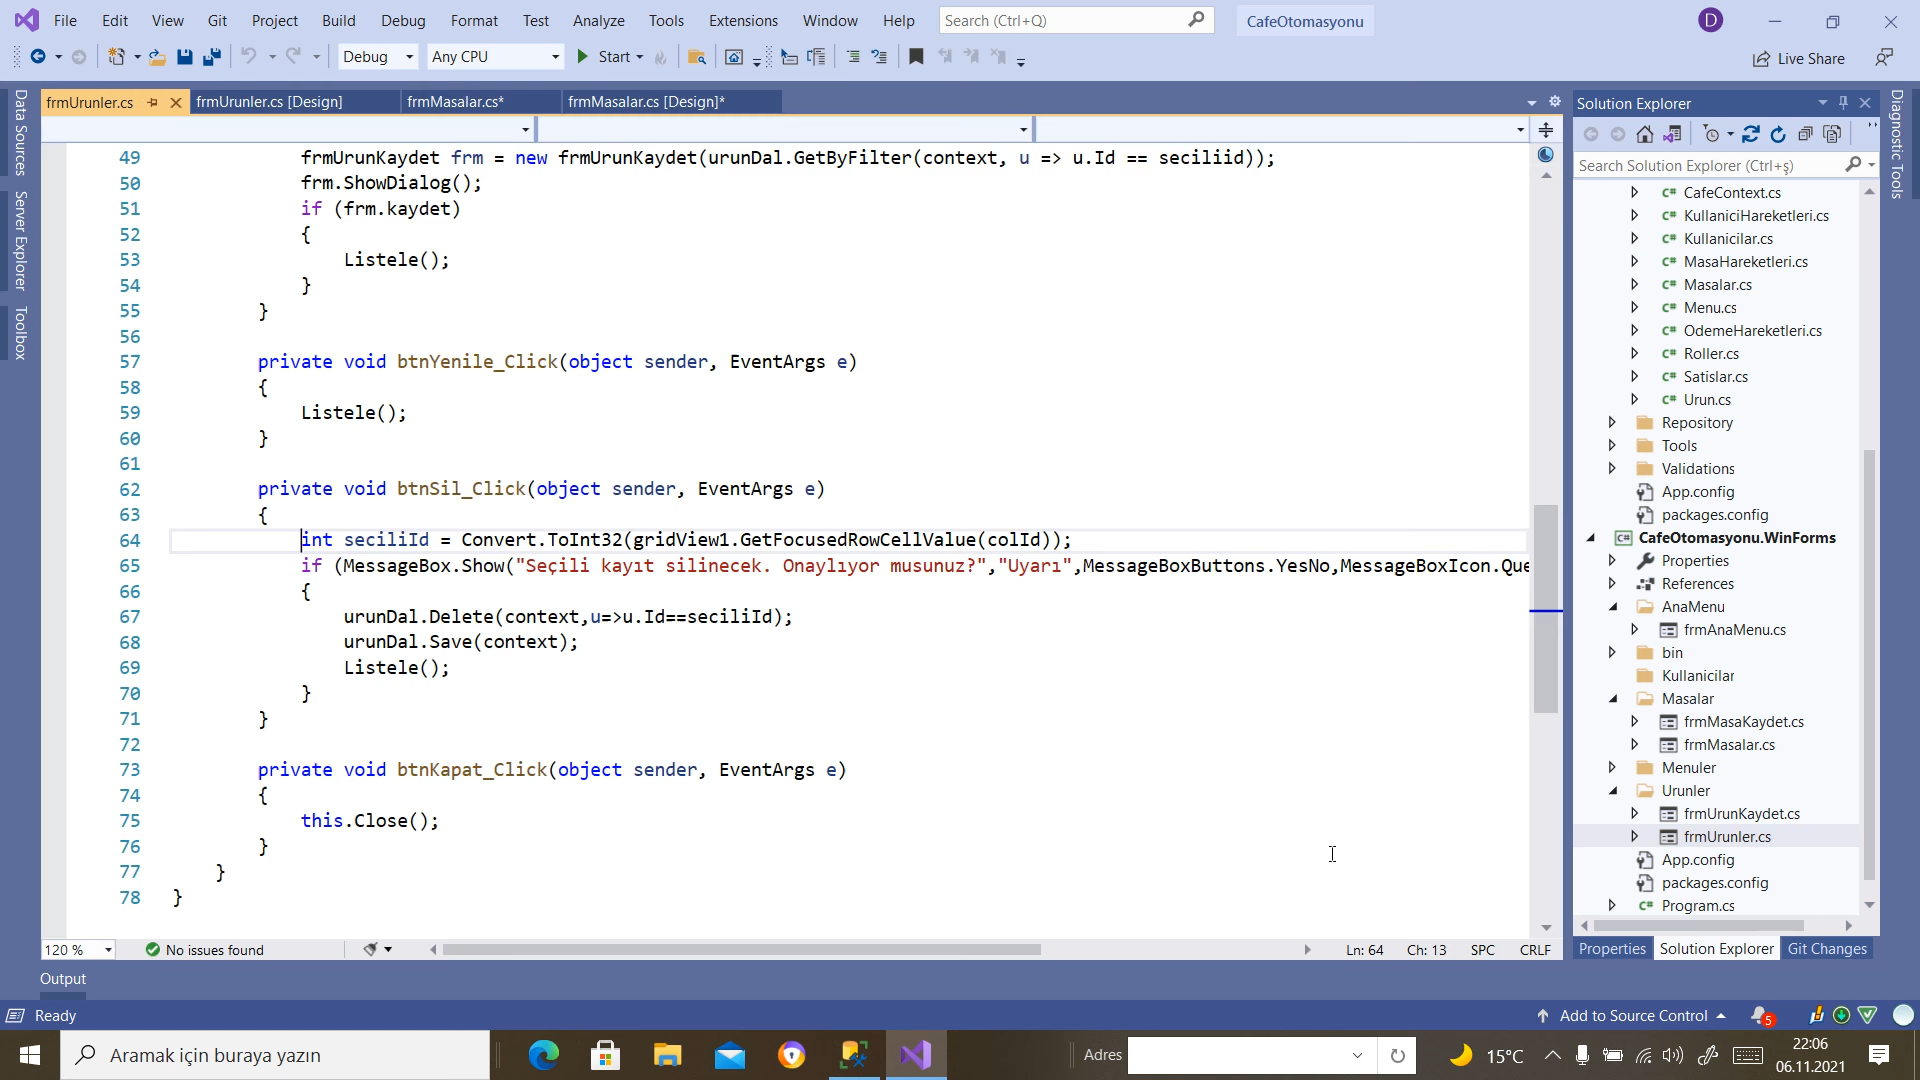 File Edit View Git Project Build Debug Format Test Analyze Tools Extensions Window Help Search (Ctrl+Q) CafeOtomasyonu D
Debug Any CPU Start Live Share
frmUrunler.cs frmUrunler.cs [Design] frmMasalar.cs* frmMasalar.cs [Design]*
Data Sources
Server Explorer
Toolbox
49 frmUrunKaydet frm = new frmUrunKaydet(urunDal.GetByFilter(context, u => u.Id == seciliid));
50 frm.ShowDialog();
51 if (frm.kaydet)
52 {
53 Listele();
54 }
55 }
56
57 private void btnYenile_Click(object sender, EventArgs e)
58 {
59 Listele();
60 }
61
62 private void btnSil_Click(object sender, EventArgs e)
63 {
64 int seciliId = Convert.ToInt32(gridView1.GetFocusedRowCellValue(colId));
65 if (MessageBox.Show("Seçili kayıt silinecek. Onaylıyor musunuz?","Uyarı",MessageBoxButtons.YesNo,MessageBoxIcon.Que
66 {
67 urunDal.Delete(context,u=>u.Id==seciliId);
68 urunDal.Save(context);
69 Listele();
70 }
71 }
72
73 private void btnKapat_Click(object sender, EventArgs e)
74 {
75 this.Close();
76 }
77 }
78 }
120 % No issues found Ln: 64 Ch: 13 SPC CRLF
Output
Solution Explorer
Search Solution Explorer (Ctrl+ş)
C# CafeContext.cs
C# KullaniciHareketleri.cs
C# Kullanicilar.cs
C# MasaHareketleri.cs
C# Masalar.cs
C# Menu.cs
C# OdemeHareketleri.cs
C# Roller.cs
C# Satislar.cs
C# Urun.cs
Repository
Tools
Validations
App.config
packages.config
C# CafeOtomasyonu.WinForms
Properties
References
AnaMenu
frmAnaMenu.cs
bin
Kullanicilar
Masalar
frmMasaKaydet.cs
frmMasalar.cs
Menuler
Urunler
frmUrunKaydet.cs
frmUrunler.cs
App.config
packages.config
C# Program.cs
Properties Solution Explorer Git Changes
Diagnostic Tools
Ready Add to Source Control 5
Aramak için buraya yazın Adres 15°C 22:06
06.11.2021